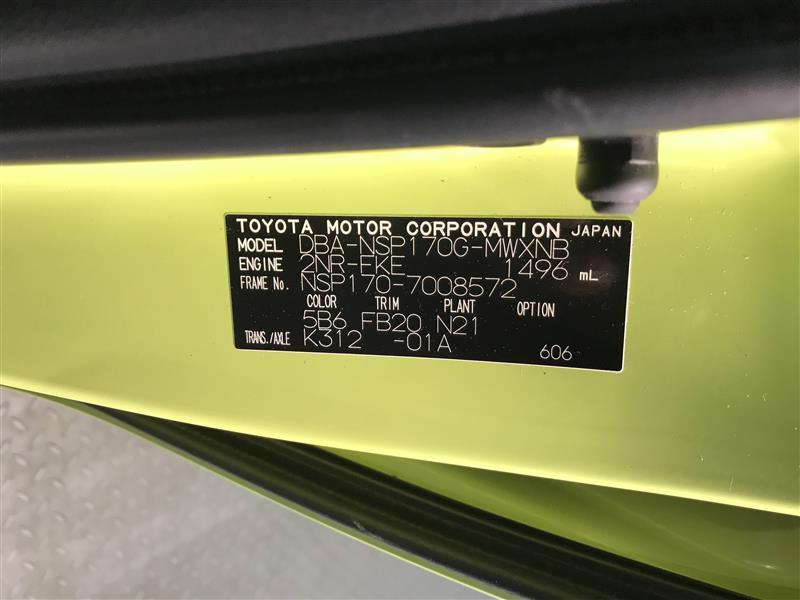 TOYOTA MOTOR CORPORATION JAPAN
MODEL DBA-NSP170G-MWXNB
ENGINE 2NR-FKE 1496 mL
FRAME No. NSP170-7008572
COLOR TRIM PLANT OPTION
5B6 FB20 N21
TRANS./AXLE K312 -01A
606